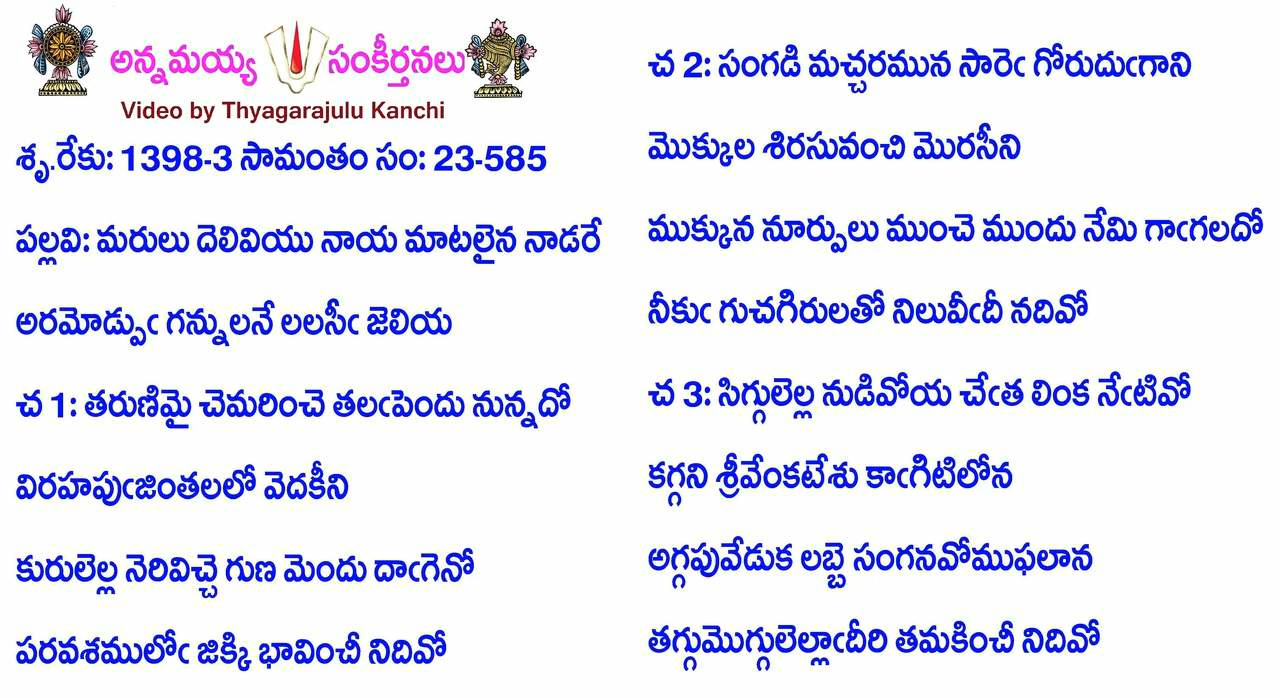 అన్నమయ్య సంకీర్తనలు
Video by Thyagarajulu Kanchi
శృ.రేకు: 1398-3 సామంతం సం: 23-585
పల్లవి: మరులు దెలివియు నాయ మాటలైన నాడరే
అరమోడ్పుఁ గన్నులనే లలసీఁ జెలియ
చ 1: తరుణిమై చెమరించె తలఁపెందు నున్నదో
విరహపుఁజింతలలో వెదకీని
కురులెల్ల నెరివిచ్చె గుణ మెందు దాఁగెనో
పరవశములోఁ జిక్కి భావించీ నిదివో
చ 2: సంగడి మచ్చరమున సారెఁ గోరుదుఁగాని
మొక్కుల శిరసువంచి మొరసీని
ముక్కున నూర్పులు ముంచె ముందు నేమి గాఁగలదో
నీకుఁ గుచగిరులతో నిలువీఁదీ నదివో
చ 3: సిగ్గులెల్ల నుడివోయ చేఁత లింక నేఁటివో
కగ్గని శ్రీవేంకటేశు కాఁగిటిలోన
అగ్గపువేడుక లబ్బె సంగనవోముఫలాన
తగ్గుమొగ్గులెల్లాఁదీరి తమకించీ నిదివో